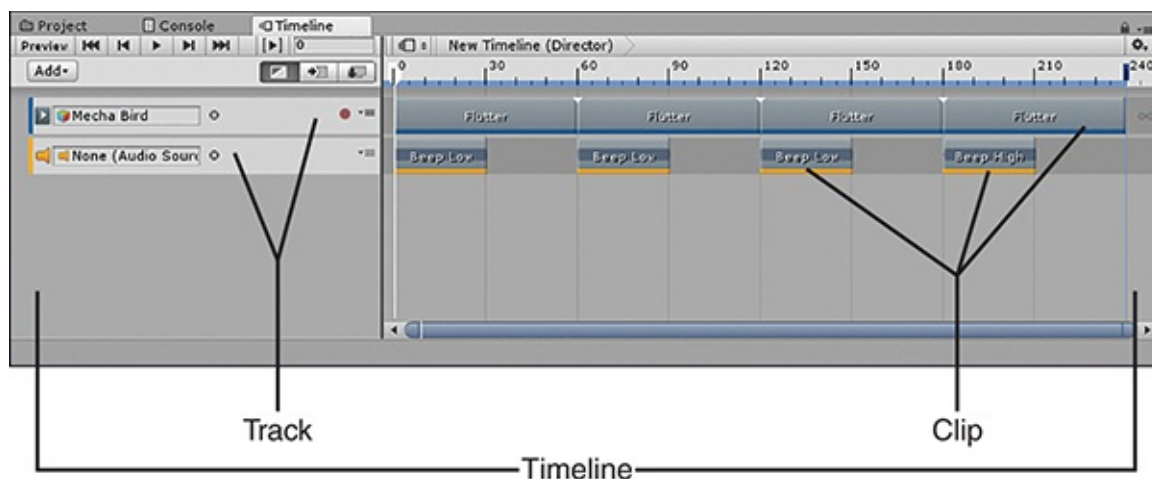 Project Console Timeline
Preview 0 New Timeline (Director)
Add 0 30 60 90 120 150 180 210 240
Mecha Bird Flutter Flutter Flutter Flutter
None (Audio Sourc Beep Low Beep Low Beep Low Beep High
Track Clip
Timeline